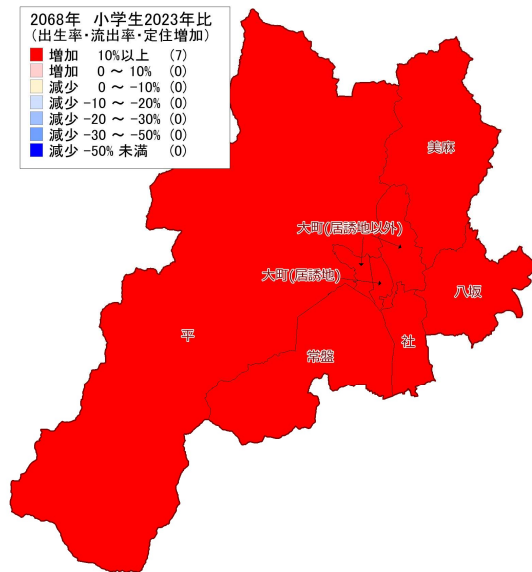 2068年 小学生2023年比
(出生率・流出率・定住増加)
増加 10%以上 (7)
増加 0 ～ 10% (0)
減少 0 ～ -10% (0)
減少 -10 ～ -20% (0)
減少 -20 ～ -30% (0)
減少 -30 ～ -50% (0)
減少 -50% 未満 (0)
美麻
大町(居誘地以外)
大町(居誘地)
八坂
平
社
常盤